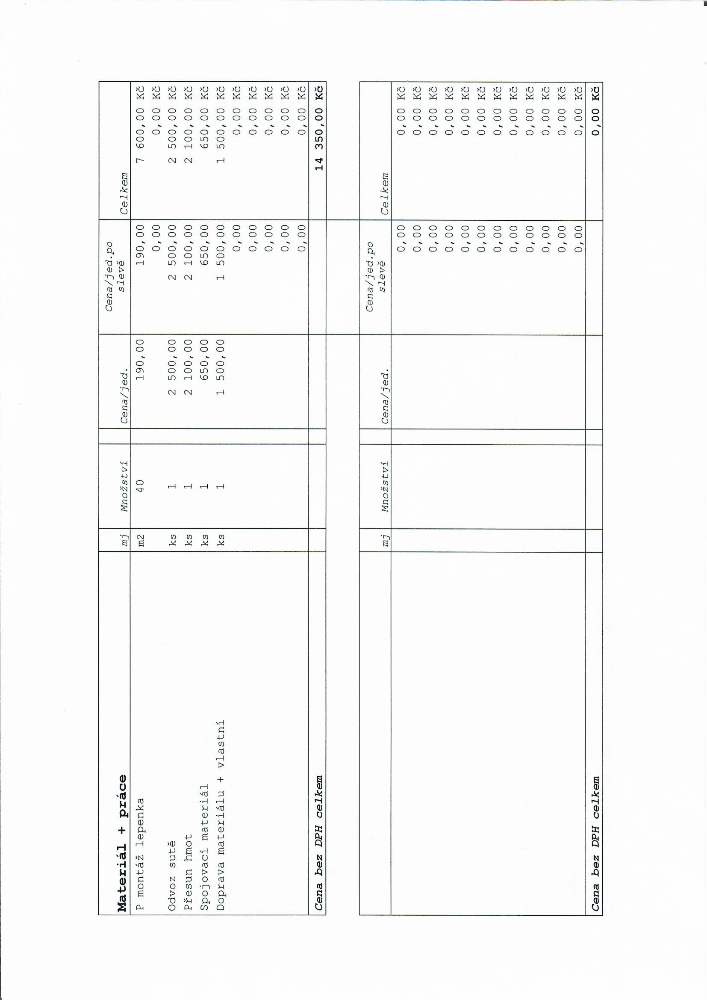 Materiál + práce mj Množství Cena/jed. Cena/jed.po slevě Celkem
P montáž lepenka m2 40 190,00 190,00 7 600,00 Kč
0,00 0,00 Kč
Odvoz sutě ks 1 2 500,00 2 500,00 2 500,00 Kč
Přesun hmot ks 1 2 100,00 2 100,00 2 100,00 Kč
Spojovací materiál ks 1 650,00 650,00 650,00 Kč
Doprava materiálu + vlastní ks 1 1 500,00 1 500,00 1 500,00 Kč
0,00 0,00 Kč
0,00 0,00 Kč
0,00 0,00 Kč
0,00 0,00 Kč
0,00 0,00 Kč
Cena bez DPH celkem 14 350,00 Kč
mj Množství Cena/jed. Cena/jed.po slevě Celkem
0,00 0,00 Kč
0,00 0,00 Kč
0,00 0,00 Kč
0,00 0,00 Kč
0,00 0,00 Kč
0,00 0,00 Kč
0,00 0,00 Kč
0,00 0,00 Kč
0,00 0,00 Kč
0,00 0,00 Kč
0,00 0,00 Kč
0,00 0,00 Kč
Cena bez DPH celkem 0,00 Kč